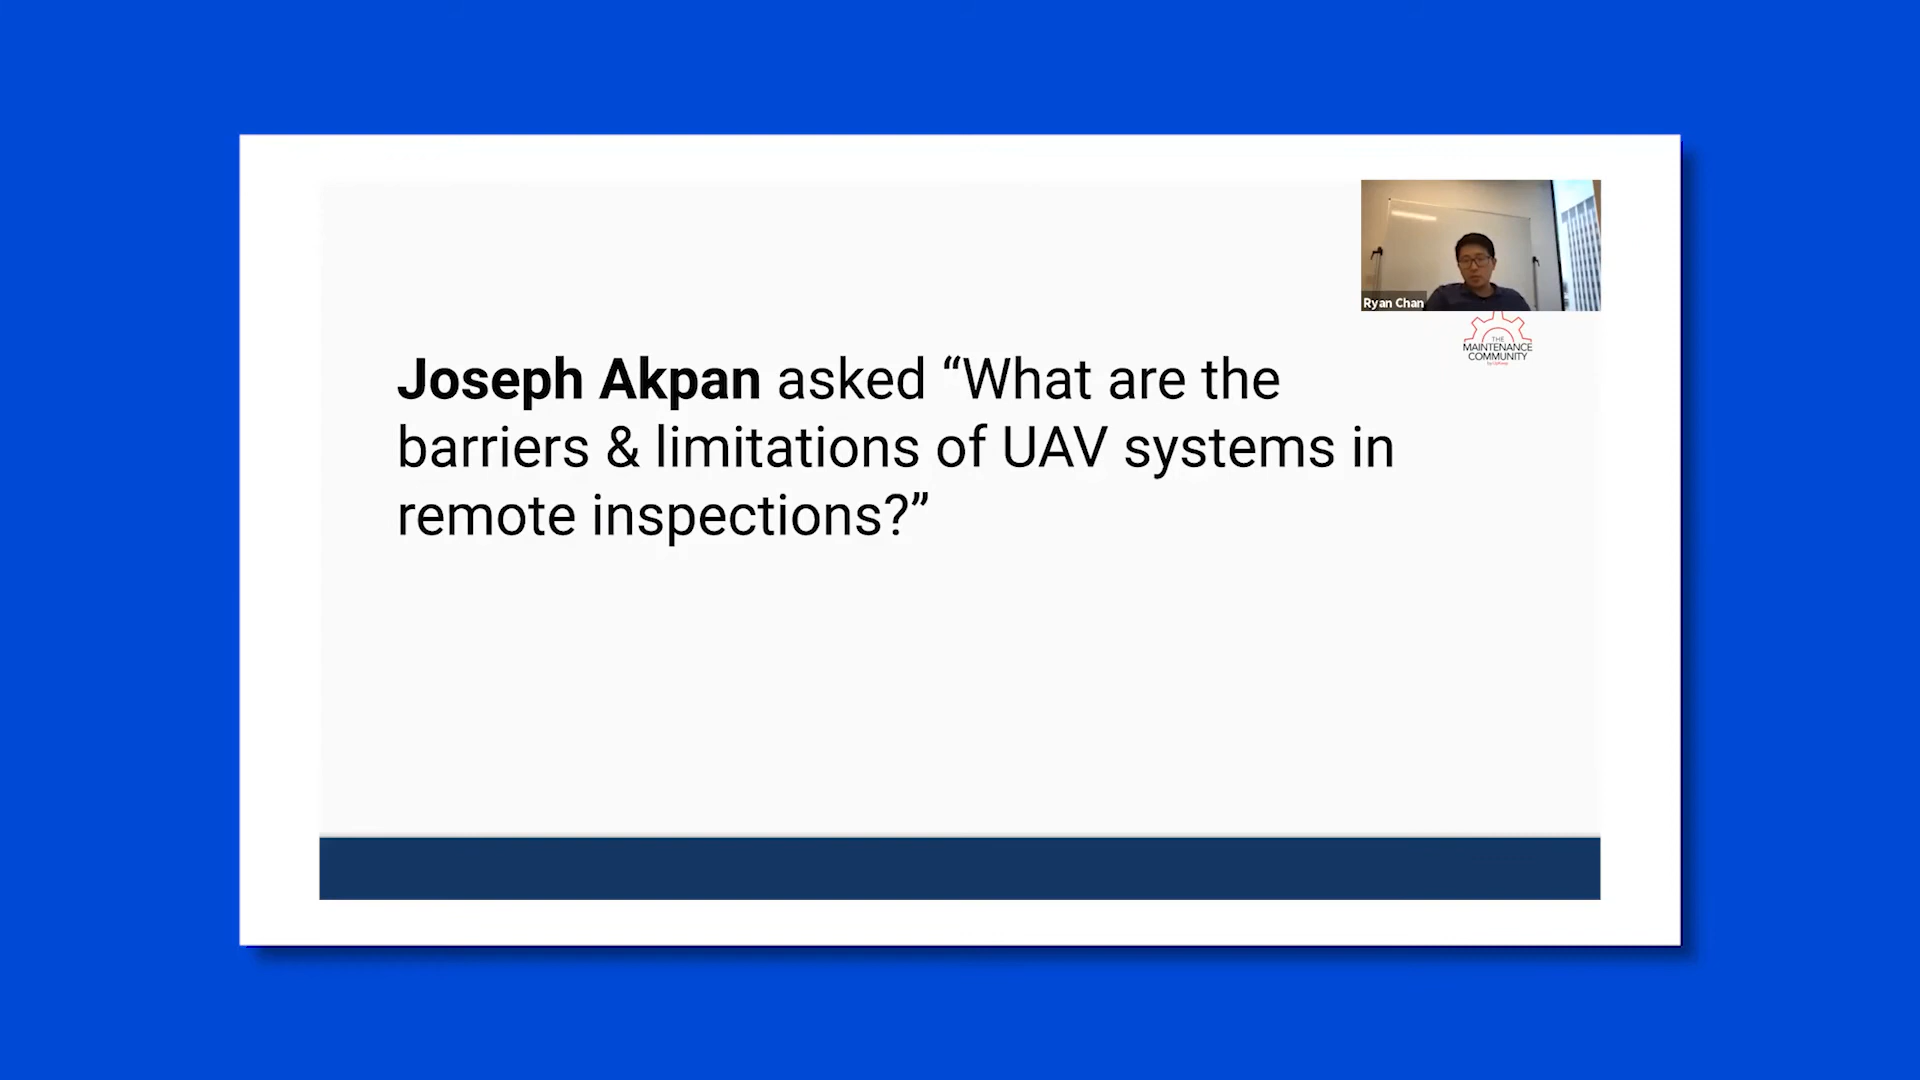 Ryan Chan
THE
MAINTENANCE
COMMUNITY
Joseph Akpan asked “What are the
barriers & limitations of UAV systems in
remote inspections?”